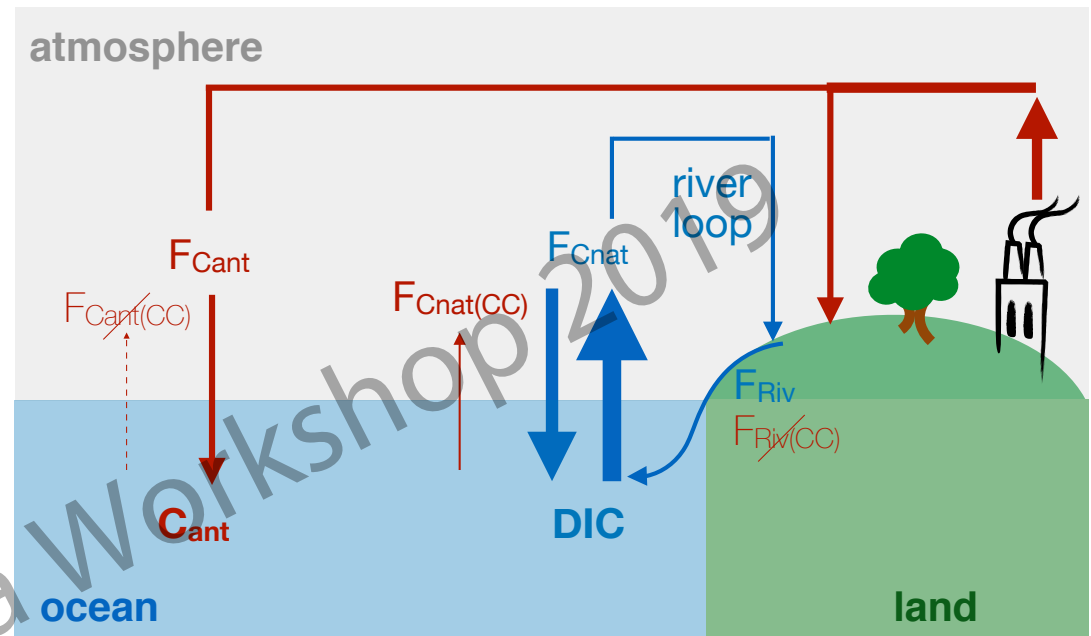 atmosphere
river
loop
FCant
FCnat
FCnat(CC)
FCant(CC)
FRiv
FRiv(CC)
Cant
DIC
ocean
land
Workshop 2019